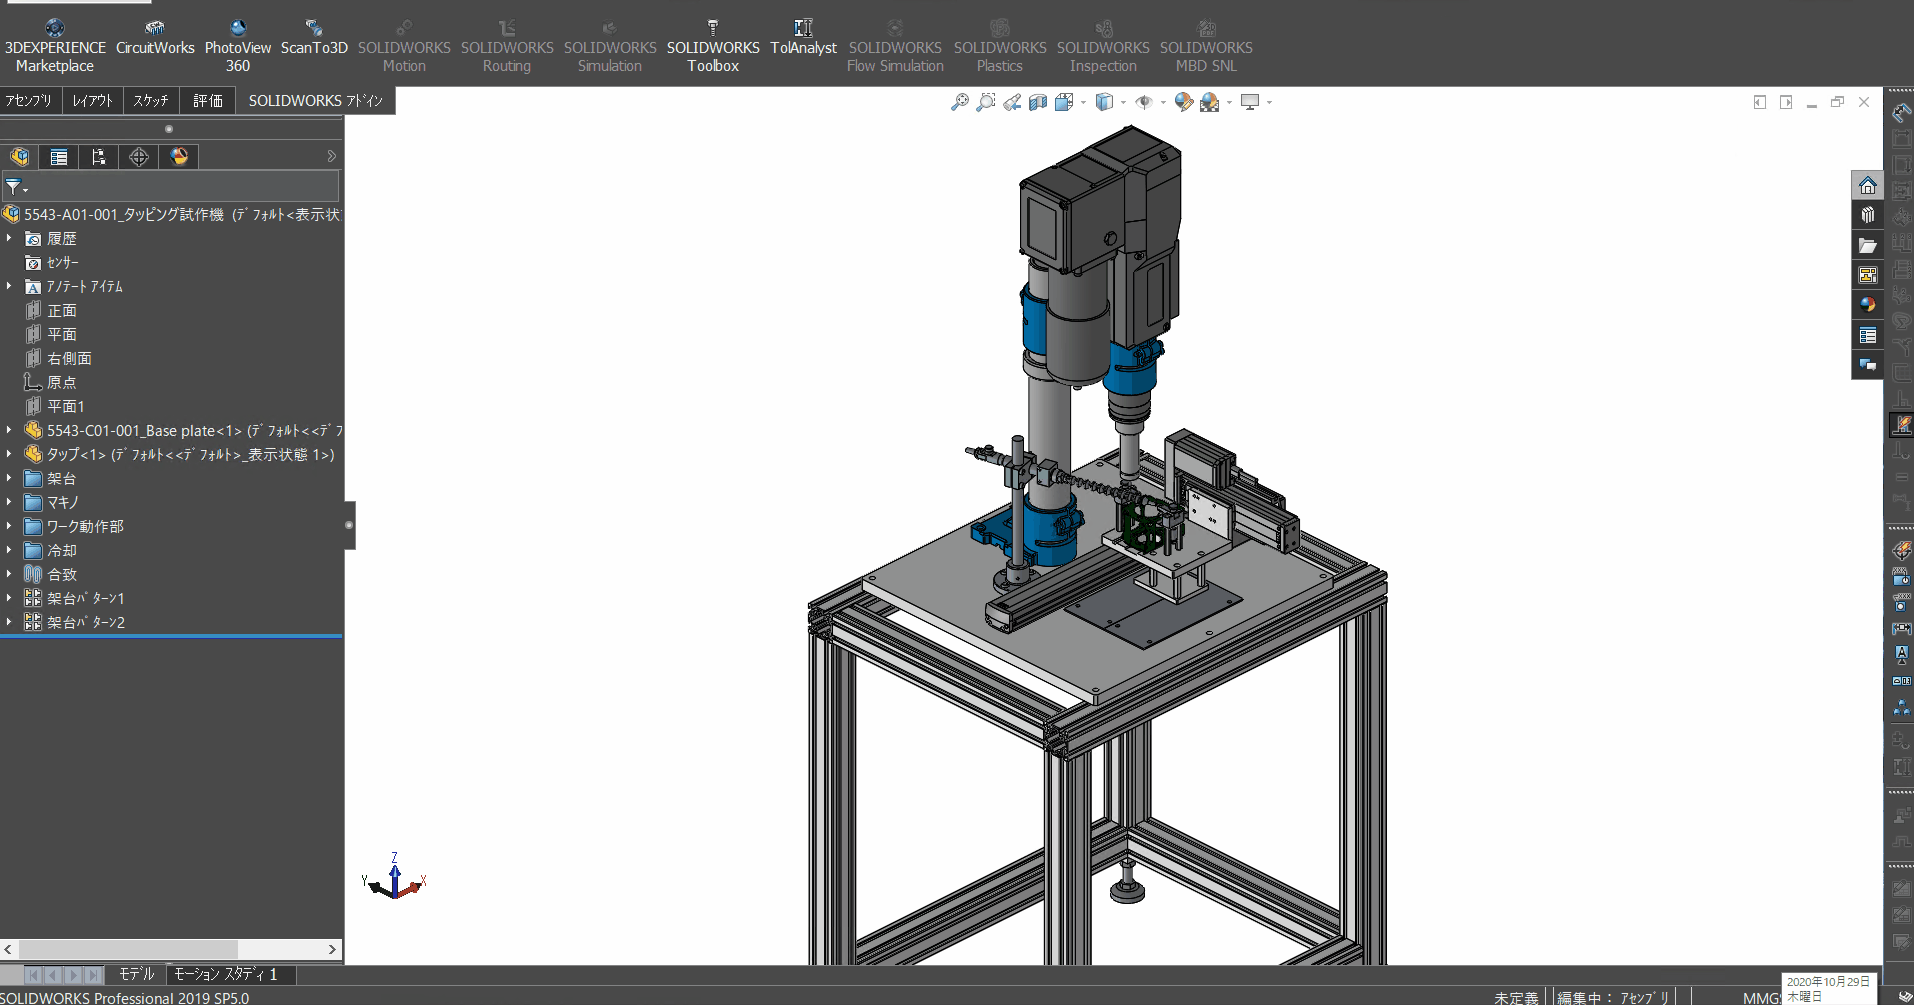 3DEXPERIENCE
Marketplace
CircuitWorks
PhotoView
360
ScanTo3D
SOLIDWORKS
Motion
SOLIDWORKS
Routing
SOLIDWORKS
Simulation
SOLIDWORKS
Toolbox
TolAnalyst
SOLIDWORKS
Flow Simulation
SOLIDWORKS
Plastics
SOLIDWORKS
Inspection
SOLIDWORKS
MBD SNL
アセンブリ レイアウト スケッチ 評価 SOLIDWORKS アドイン
5543-A01-001_タッピング試作機 (デフォルト<表示状
履歴
センサー
アノテート アイテム
正面
平面
右側面
原点
平面1
5543-C01-001_Base plate<1> (デフォルト<<デフ
タップ<1> (デフォルト<<デフォルト>_表示状態 1>)
架台
マキノ
ワーク動作部
冷却
合致
架台パターン1
架台パターン2
Z
Y
X
モデル モーション スタディ 1
SOLIDWORKS Professional 2019 SP5.0
未定義 編集中: アセンブリ MMG
2020年10月29日
木曜日